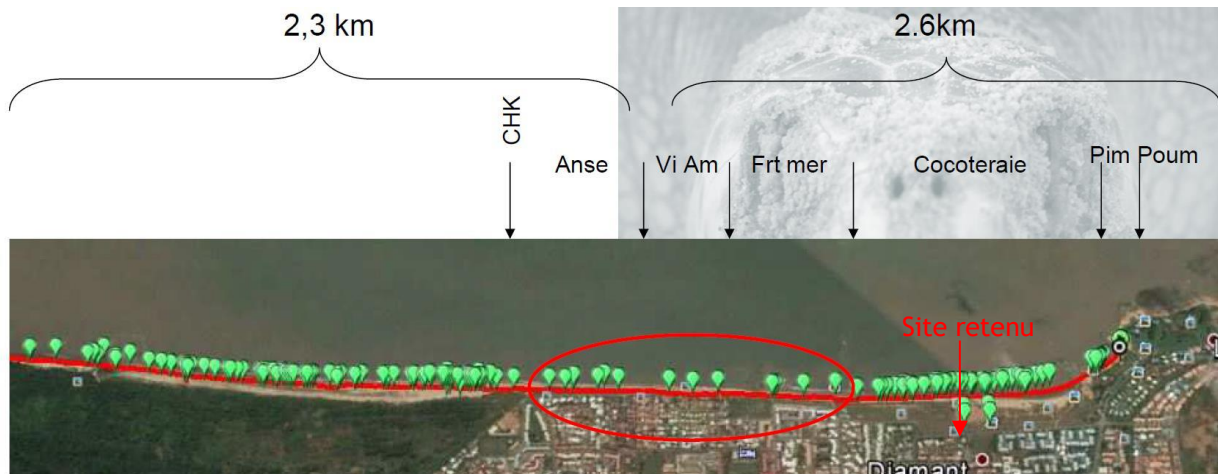 2,3 km
2.6km
CHK
Anse
Vi Am
Frt mer
Cocoteraie
Pim Poum
Site retenu
Diamant